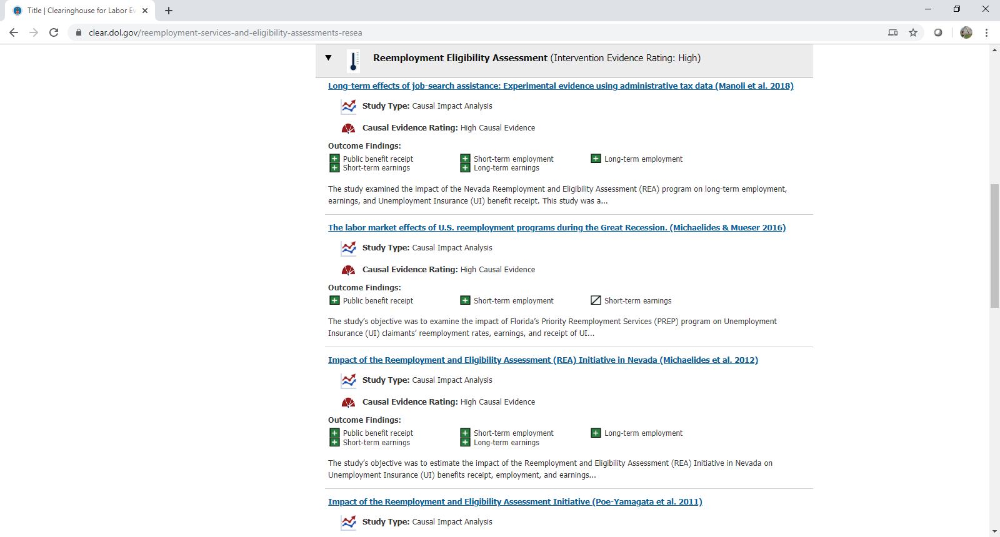 Title | Clearinghouse for Labor Ev
clear.dol.gov/reemployment-services-and-eligibility-assessments-resea
Reemployment Eligibility Assessment (Intervention Evidence Rating: High)
Long-term effects of job-search assistance: Experimental evidence using administrative tax data (Manoli et al. 2018)
Study Type: Causal Impact Analysis
Causal Evidence Rating: High Causal Evidence
Outcome Findings:
Public benefit receipt Short-term employment Long-term employment
Short-term earnings Long-term earnings
The study examined the impact of the Nevada Reemployment and Eligibility Assessment (REA) program on long-term employment,
earnings, and Unemployment Insurance (UI) benefit receipt. This study was a...
The labor market effects of U.S. reemployment programs during the Great Recession. (Michaelides & Mueser 2016)
Study Type: Causal Impact Analysis
Causal Evidence Rating: High Causal Evidence
Outcome Findings:
Public benefit receipt Short-term employment Short-term earnings
The study’s objective was to examine the impact of Florida’s Priority Reemployment Services (PREP) program on Unemployment
Insurance (UI) claimants’ reemployment rates, earnings, and receipt of UI...
Impact of the Reemployment and Eligibility Assessment (REA) Initiative in Nevada (Michaelides et al. 2012)
Study Type: Causal Impact Analysis
Causal Evidence Rating: High Causal Evidence
Outcome Findings:
Public benefit receipt Short-term employment Long-term employment
Short-term earnings Long-term earnings
The study’s objective was to estimate the impact of the Reemployment and Eligibility Assessment (REA) Initiative in Nevada on
Unemployment Insurance (UI) benefits receipt, employment, and earnings...
Impact of the Reemployment and Eligibility Assessment Initiative (Poe-Yamagata et al. 2011)
Study Type: Causal Impact Analysis